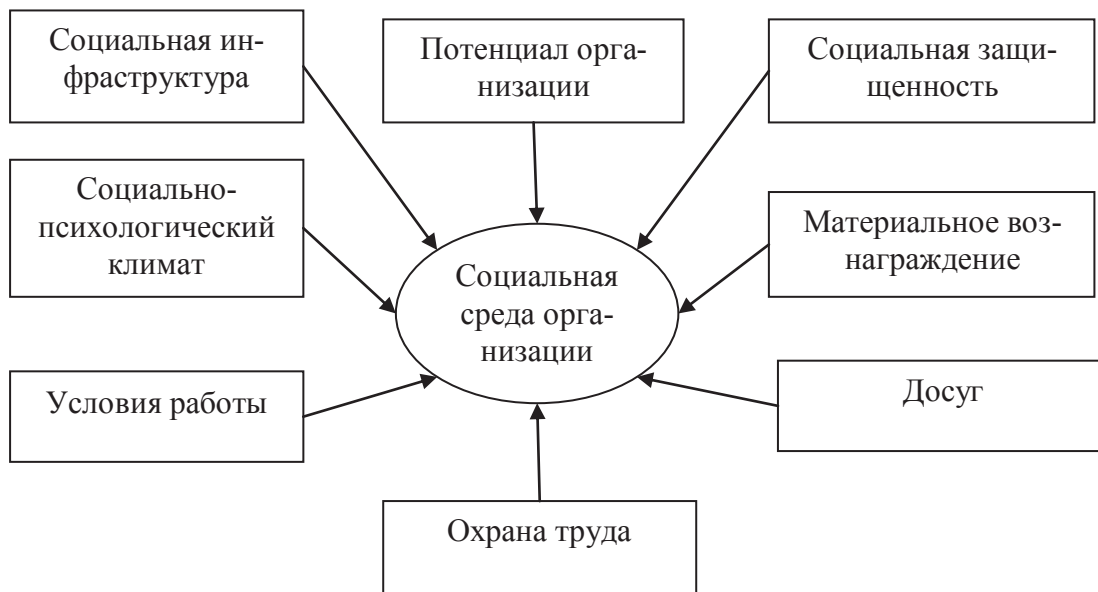 Социальная ин-
фраструктура
Потенциал орга-
низации
Социальная защи-
щенность
Социально-
психологический
климат
Материальное воз-
награждение
Социальная
среда орга-
низации
Условия работы
Досуг
Охрана труда